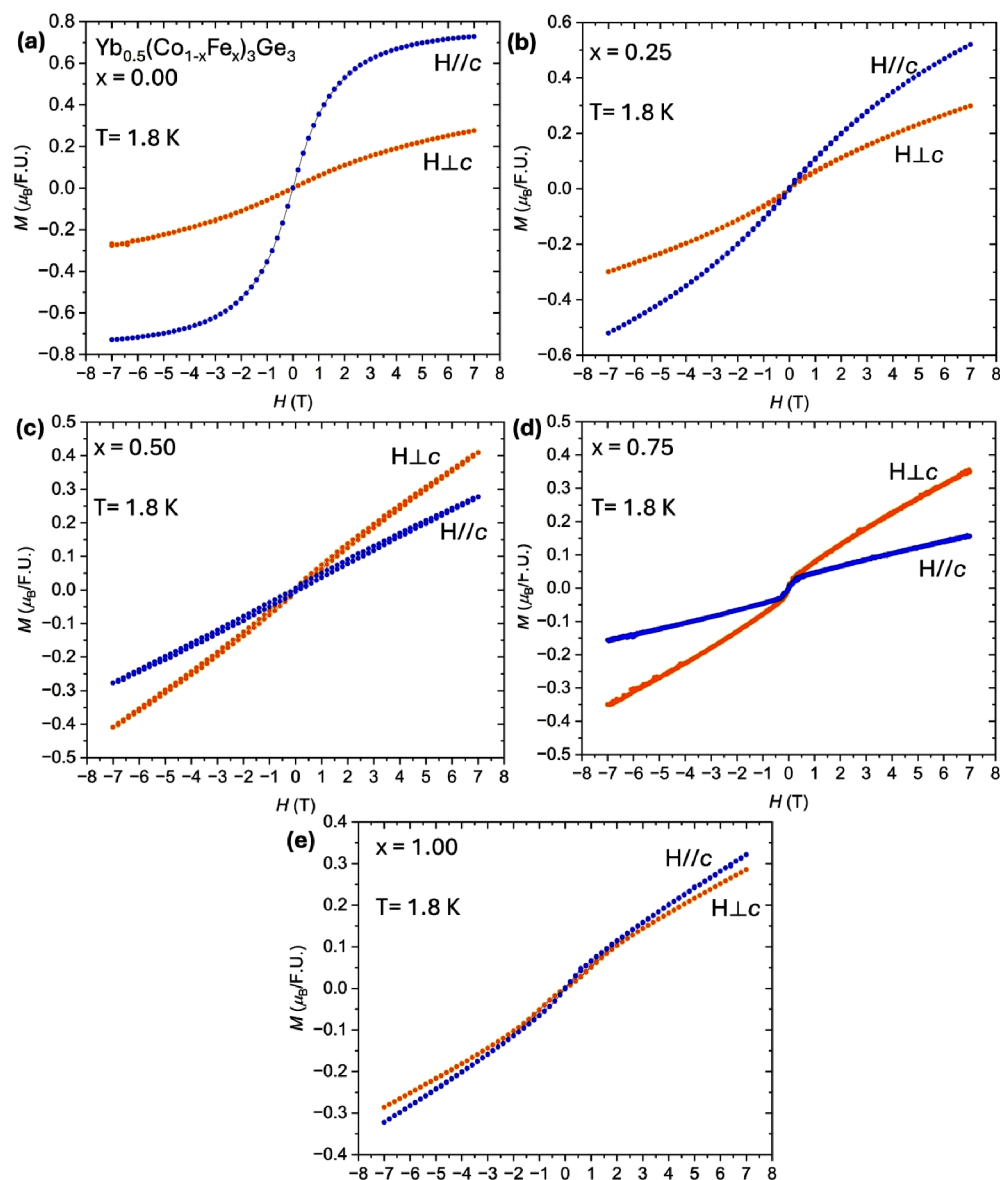 (a)
Yb0.5(Co1-xFex)3Ge3
x = 0.00
T= 1.8 K
H//c
H⊥c
M (μB/F.U.)
0.8
0.6
0.4
0.2
0.0
−0.2
−0.4
−0.6
−0.8
−8 −7 −6 −5 −4 −3 −2 −1 0 1 2 3 4 5 6 7 8
H (T)
(b)
x = 0.25
T= 1.8 K
H//c
H⊥c
M (μB/F.U.)
0.6
0.4
0.2
0.0
−0.2
−0.4
−0.6
−8 −7 −6 −5 −4 −3 −2 −1 0 1 2 3 4 5 6 7 8
H (T)
(c)
x = 0.50
T= 1.8 K
H⊥c
H//c
M (μB/F.U.)
0.5
0.4
0.3
0.2
0.1
0.0
−0.1
−0.2
−0.3
−0.4
−0.5
−8 −7 −6 −5 −4 −3 −2 −1 0 1 2 3 4 5 6 7 8
H (T)
(d)
x = 0.75
T= 1.8 K
H⊥c
H//c
M (μB/F.U.)
0.5
0.4
0.3
0.2
0.1
0.0
−0.1
−0.2
−0.3
−0.4
−0.5
−8 −7 −6 −5 −4 −3 −2 −1 0 1 2 3 4 5 6 7 8
H (T)
(e)
x = 1.00
T= 1.8 K
H//c
H⊥c
M (μB/F.U.)
0.4
0.3
0.2
0.1
0.0
−0.1
−0.2
−0.3
−0.4
−8 −7 −6 −5 −4 −3 −2 −1 0 1 2 3 4 5 6 7 8
H (T)